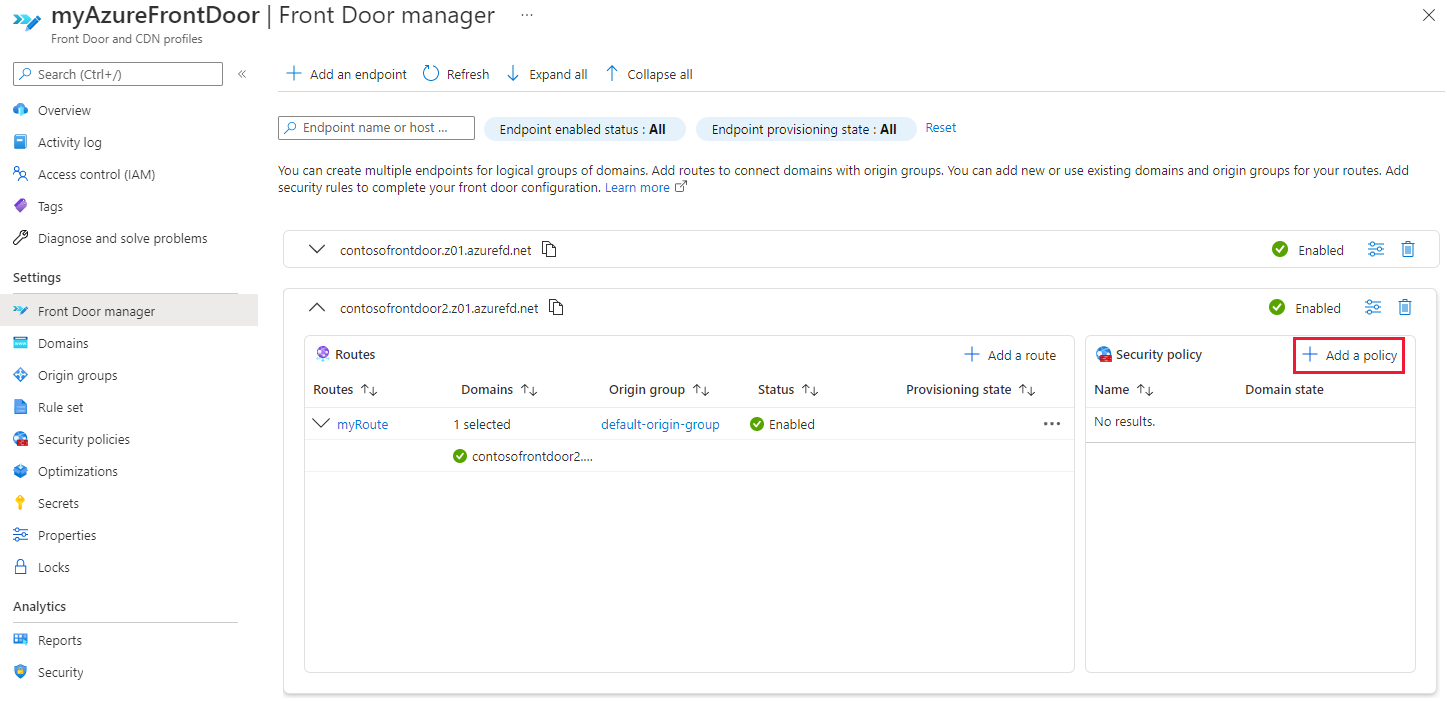 myAzureFrontDoor | Front Door manager ...
Front Door and CDN profiles
Search (Ctrl+/) «
Overview
Activity log
Access control (IAM)
Tags
Diagnose and solve problems
Settings
Front Door manager
Domains
Origin groups
Rule set
Security policies
Optimizations
Secrets
Properties
Locks
Analytics
Reports
Security
Add an endpoint Refresh Expand all Collapse all
Endpoint name or host ... Endpoint enabled status : All Endpoint provisioning state : All Reset
You can create multiple endpoints for logical groups of domains. Add routes to connect domains with origin groups. You can add new or use existing domains and origin groups for your routes. Add
security rules to complete your front door configuration. Learn more
contosofrontdoor.z01.azurefd.net Enabled
contosofrontdoor2.z01.azurefd.net Enabled
Routes Add a route
Routes Domains Origin group Status Provisioning state
myRoute 1 selected default-origin-group Enabled ...
contosofrontdoor2....
Security policy Add a policy
Name Domain state
No results.